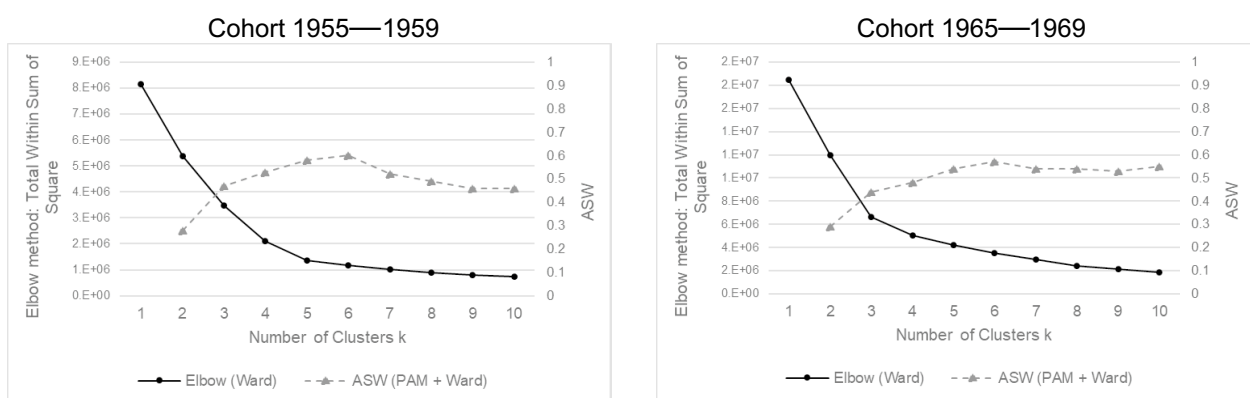 Cohort 1955—1959
Elbow method: Total Within Sum of
Square
9.E+06
8.E+06
7.E+06
6.E+06
5.E+06
4.E+06
3.E+06
2.E+06
1.E+06
0.E+00
1
0.9
0.8
0.7
0.6
0.5
0.4
0.3
0.2
0.1
0
ASW
1 2 3 4 5 6 7 8 9 10
Number of Clusters k
Elbow (Ward) ASW (PAM + Ward)
Cohort 1965—1969
Elbow method: Total Within Sum of
Square
2.E+07
2.E+07
2.E+07
1.E+07
1.E+07
1.E+07
8.E+06
6.E+06
4.E+06
2.E+06
0.E+00
1
0.9
0.8
0.7
0.6
0.5
0.4
0.3
0.2
0.1
0
ASW
1 2 3 4 5 6 7 8 9 10
Number of Clusters k
Elbow (Ward) ASW (PAM + Ward)